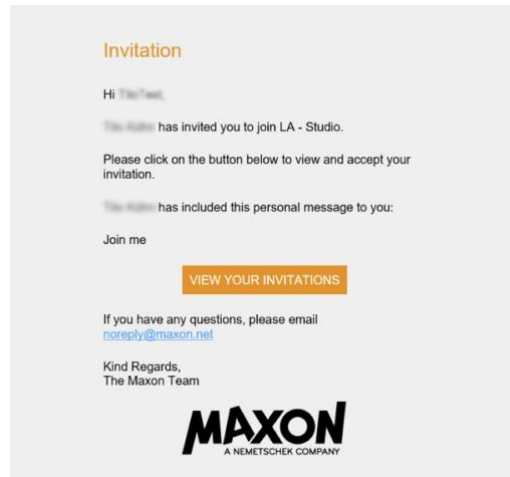 Invitation
Hi
has invited you to join LA - Studio.
Please click on the button below to view and accept your
invitation.
has included this personal message to you:
Join me
VIEW YOUR INVITATIONS
If you have any questions, please email
noreply@maxon.net
Kind Regards,
The Maxon Team
MAXON
A NEMETSCHEK COMPANY